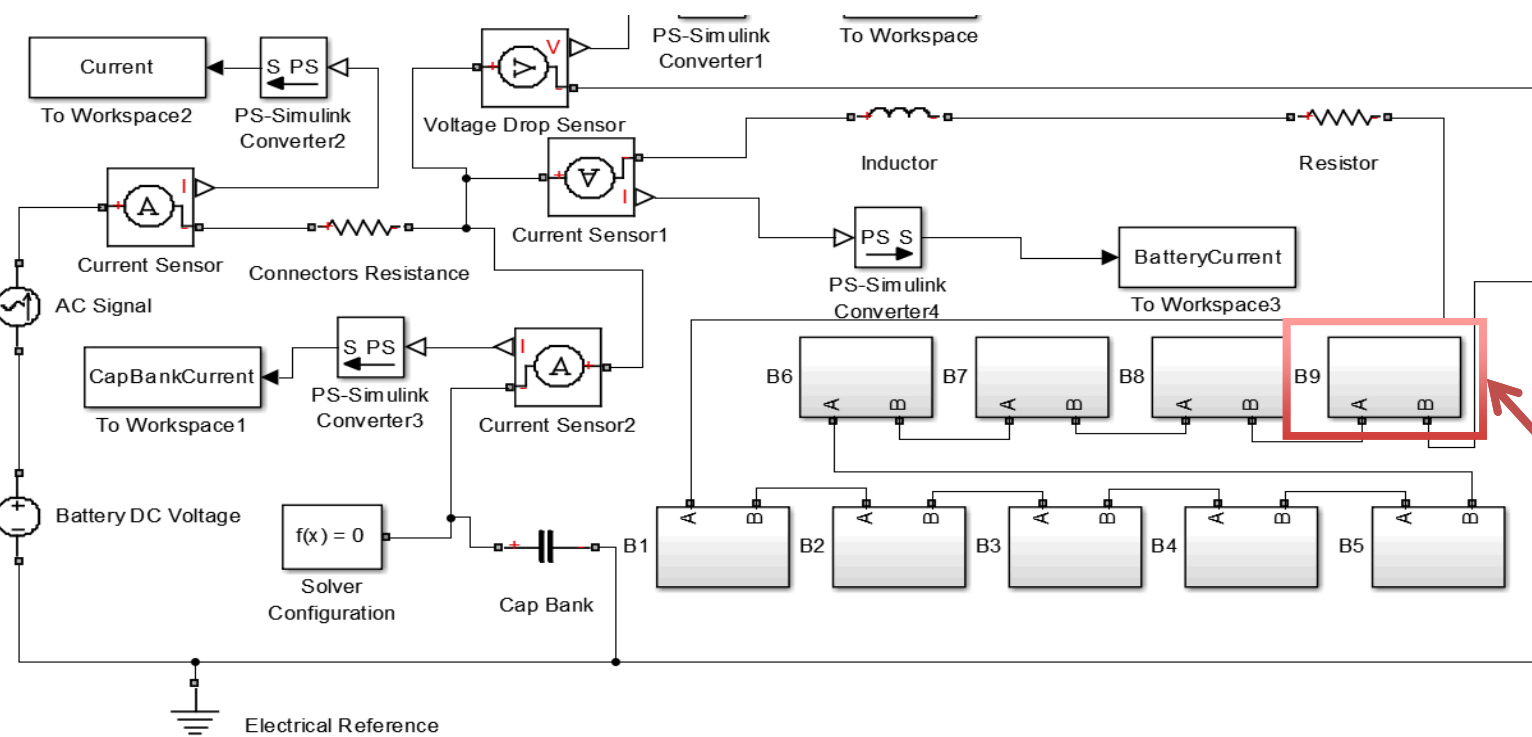 PS-Simulink
Converter1
To Workspace
Current
S PS
To Workspace2
PS-Simulink
Converter2
+
V
V
-
Voltage Drop Sensor
+
-
Inductor
+
-
Resistor
+
A
I
-
Current Sensor
+
-
Connectors Resistance
+
A
-
I
Current Sensor1
PS S
PS-Simulink
Converter4
BatteryCurrent
To Workspace3
AC Signal
CapBankCurrent
To Workspace1
S PS
PS-Simulink
Converter3
I
A
+
-
Current Sensor2
B6
A
B
B7
A
B
B8
A
B
B9
A
B
+
-
Battery DC Voltage
f(x) = 0
Solver
Configuration
+
-
Cap Bank
B1
A
B
B2
A
B
B3
A
B
B4
A
B
B5
A
B
Electrical Reference